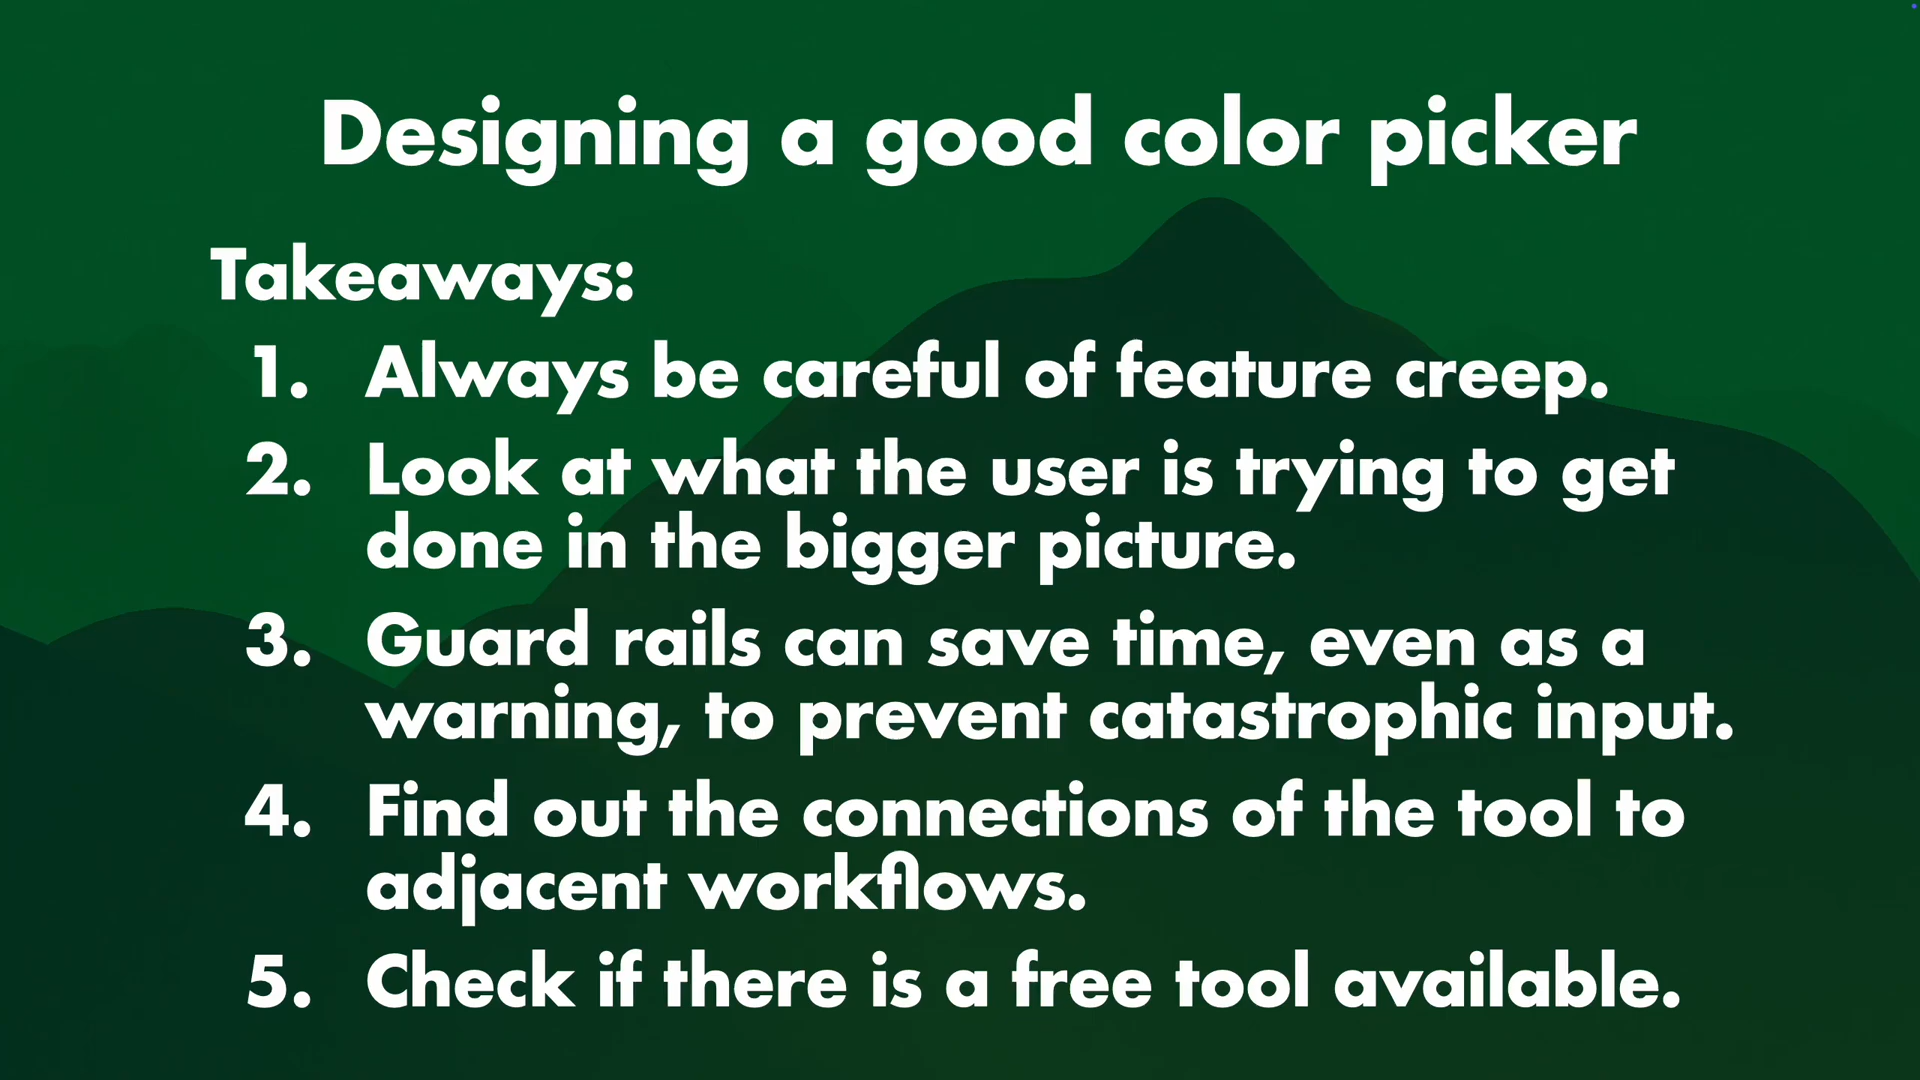 Designing a good color picker
Takeaways:
1. Always be careful of feature creep.
2. Look at what the user is trying to get
done in the bigger picture.
3. Guard rails can save time, even as a
warning, to prevent catastrophic input.
4. Find out the connections of the tool to
adjacent workflows.
5. Check if there is a free tool available.